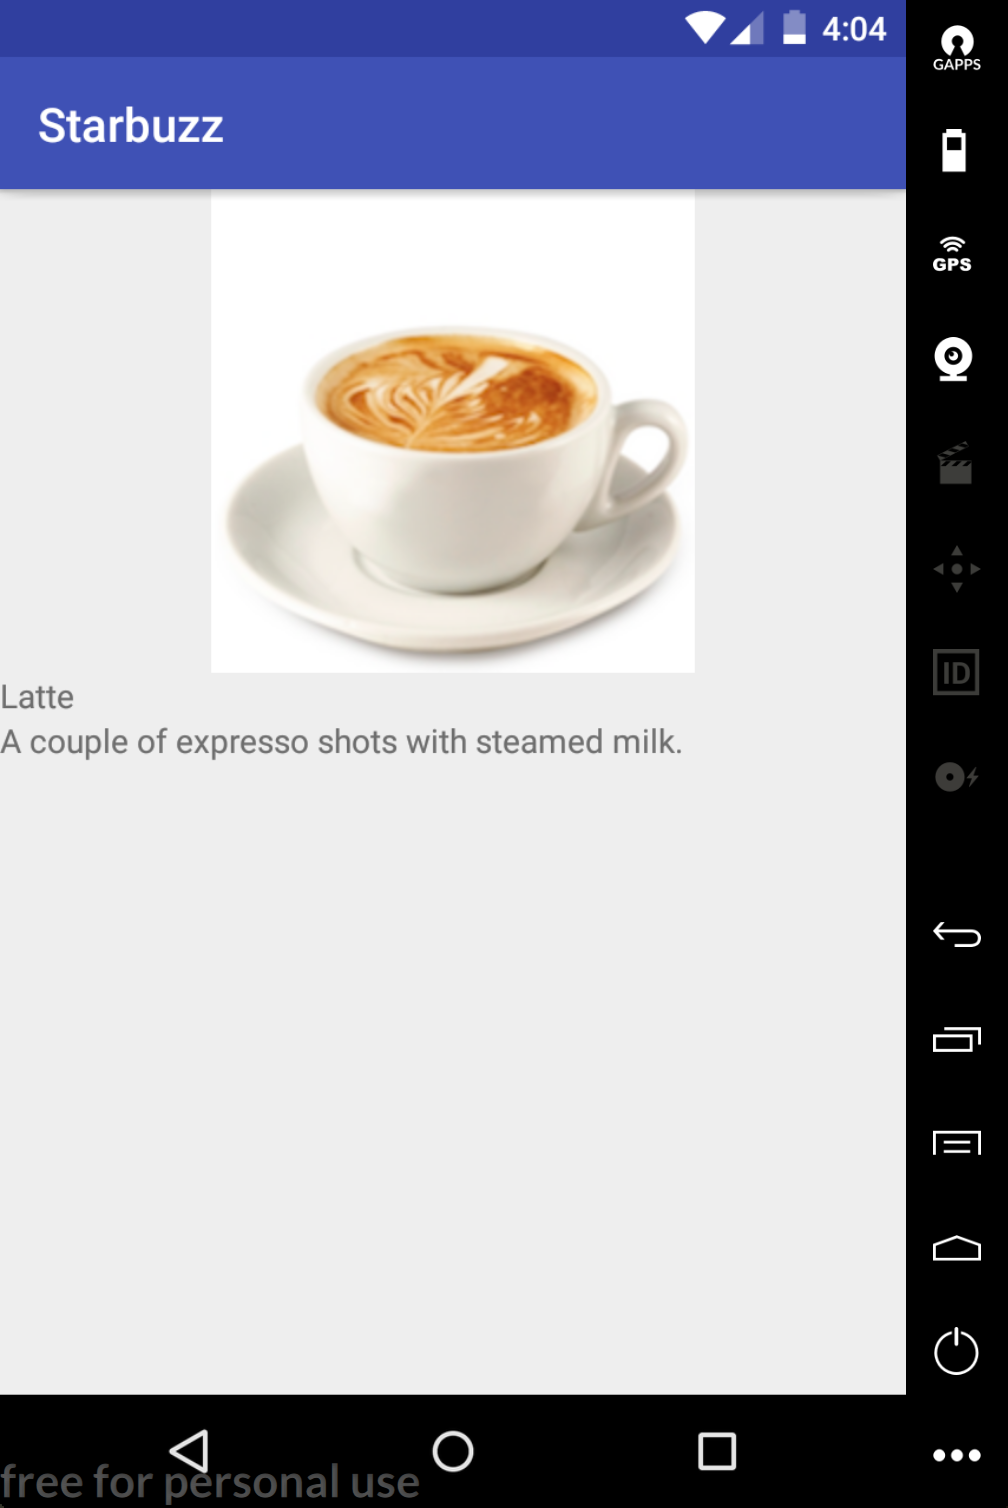 4:04
GAPPS
Starbuzz
GPS
Latte
A couple of expresso shots with steamed milk.
ID
free for personal use